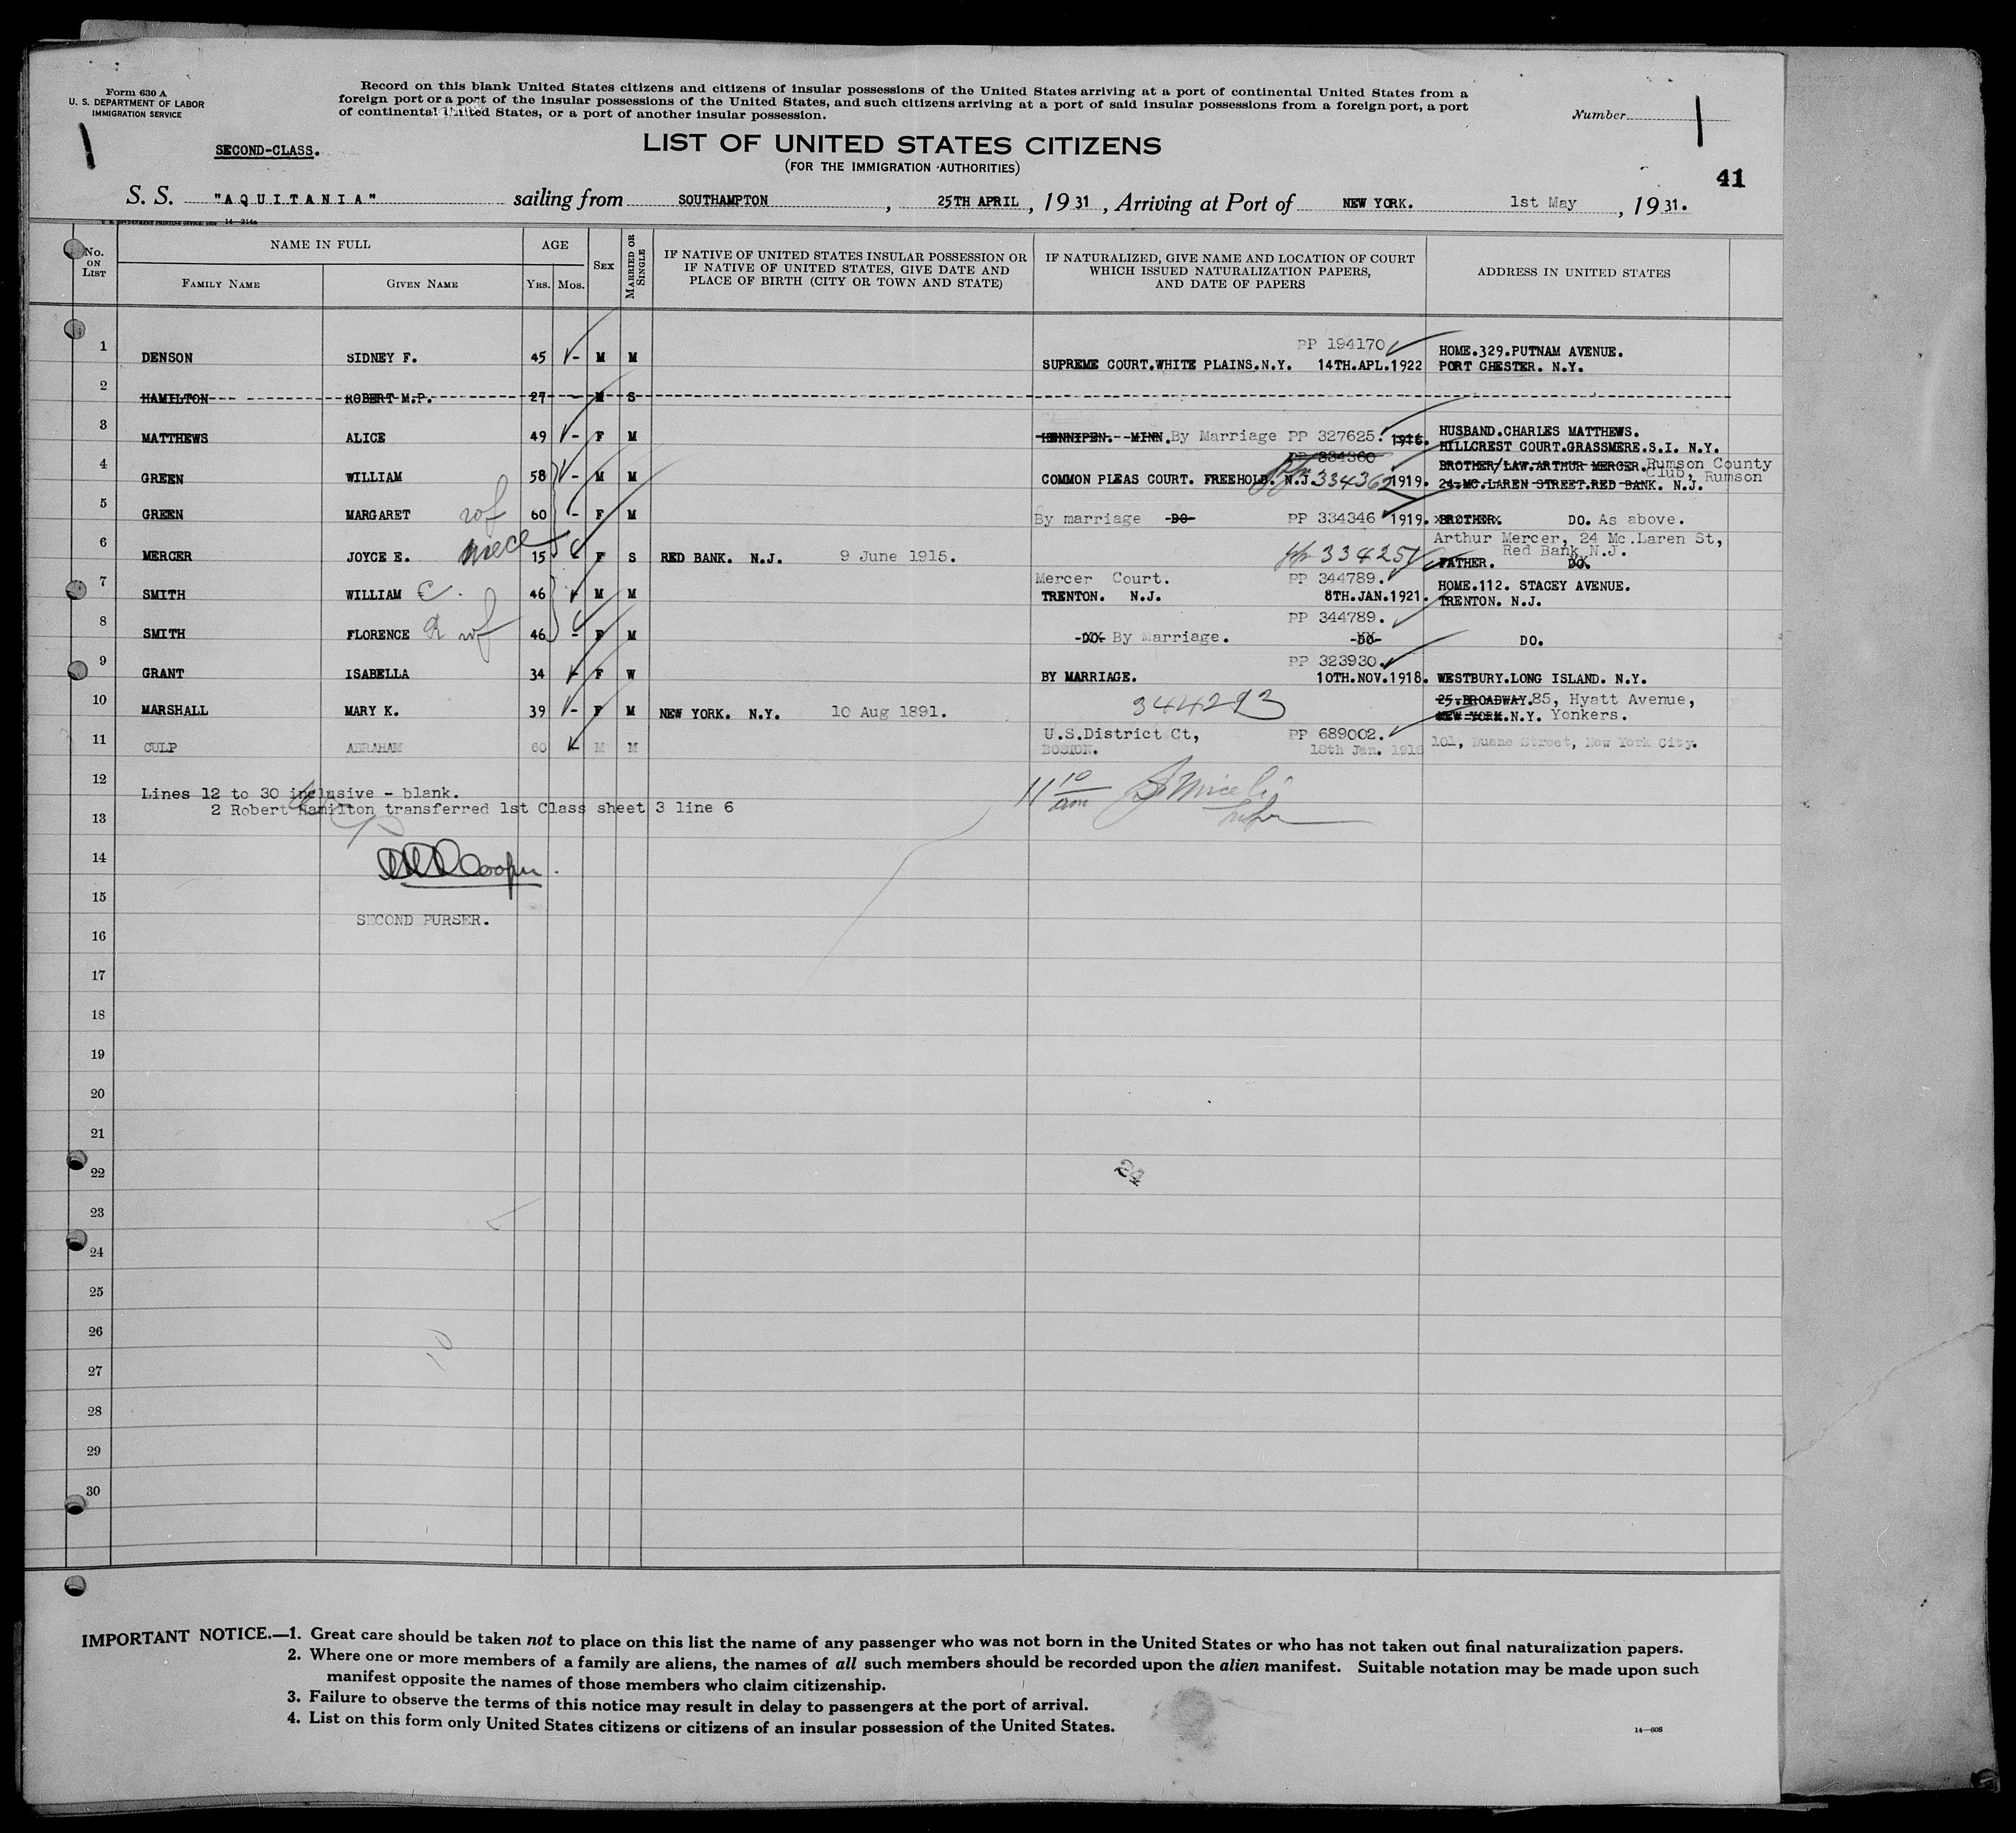 Form 630 A
U. S. DEPARTMENT OF LABOR
IMMIGRATION SERVICE
Record on this blank United States citizens and citizens of insular possessions of the United States arriving at a port of continental United States from a
foreign port or a port of the insular possessions of the United States, and such citizens arriving at a port of said insular possessions from a foreign port, a port
of continental United States, or a port of another insular possession.
Number
SECOND-CLASS.
LIST OF UNITED STATES CITIZENS
(FOR THE IMMIGRATION AUTHORITIES)
41
S. S. "AQUITANIA" sailing from SOUTHAMPTON, 25TH APRIL, 1931, Arriving at Port of NEW YORK. 1st May, 1931.
No. ON LIST
NAME IN FULL
FAMILY NAME
GIVEN NAME
AGE
YRS. MOS.
SEX
MARRIED OR SINGLE
IF NATIVE OF UNITED STATES INSULAR POSSESSION OR
IF NATIVE OF UNITED STATES, GIVE DATE AND
PLACE OF BIRTH (CITY OR TOWN AND STATE)
IF NATURALIZED, GIVE NAME AND LOCATION OF COURT
WHICH ISSUED NATURALIZATION PAPERS,
AND DATE OF PAPERS
ADDRESS IN UNITED STATES
1 DENSON SIDNEY F. 45 - M M PP 194170 SUPREME COURT.WHITE PLAINS.N.Y. 14TH.APL.1922 HOME.329.PUTNAM AVENUE.
PORT CHESTER. N.Y.
2 HAMILTON ROBERT M.P. 27 - M S
3 MATTHEWS ALICE 49 - F M HENNIPEN. MINN. By Marriage PP 327625. 1916. HUSBAND.CHARLES MATTHEWS.
HILLCREST COURT.GRASSMERE.S.I. N.Y.
4 GREEN WILLIAM 58 - M M PP 334360 COMMON PLEAS COURT. FREEHOLD. N.J. 334362 1919. BROTHER/LAW.ARTHUR MERCER. Rumson County
Club, Rumson
24.MC.LAREN STREET.RED BANK. N.J.
5 GREEN MARGARET wf 60 - F M By marriage -DO- PP 334346 1919. BROTHER DO. As above.
6 MERCER JOYCE E. niece 15 - F S RED BANK. N.J. 9 June 1915. Arthur Mercer, 24 Mc.Laren St,
Red Bank N.J.
FATHER. DO.
7 SMITH WILLIAM C. 46 - M M Mercer Court. PP 344789.
TRENTON. N.J. 8TH.JAN.1921. HOME.112. STACEY AVENUE.
TRENTON. N.J.
8 SMITH FLORENCE R wf 46 - F M PP 344789.
-DO- By Marriage. -DO- DO.
9 GRANT ISABELLA 34 - F W PP 323930.
BY MARRIAGE. 10TH.NOV.1918. WESTBURY.LONG ISLAND. N.Y.
10 MARSHALL MARY K. 39 - F M NEW YORK. N.Y. 10 Aug 1891. 344293 25.BROADWAY. 85, Hyatt Avenue,
NEW YORK.N.Y. Yonkers.
11 CULP ABRAHAM 60 M M U.S.District Ct, PP 689002.
BOSTON. 18th Jan. 1918 101, Duane Street, New York City.
12 Lines 12 to 30 inclusive - blank.
2 Robert Hamilton transferred 1st Class sheet 3 line 6
11 10 am
13
14
15
SECOND PURSER.
16
17
18
19
20
21
22
23
24
25
26
27
28
29
30
IMPORTANT NOTICE.—1. Great care should be taken not to place on this list the name of any passenger who was not born in the United States or who has not taken out final naturalization papers.
2. Where one or more members of a family are aliens, the names of all such members should be recorded upon the alien manifest. Suitable notation may be made upon such
manifest opposite the names of those members who claim citizenship.
3. Failure to observe the terms of this notice may result in delay to passengers at the port of arrival.
4. List on this form only United States citizens or citizens of an insular possession of the United States.
14—608